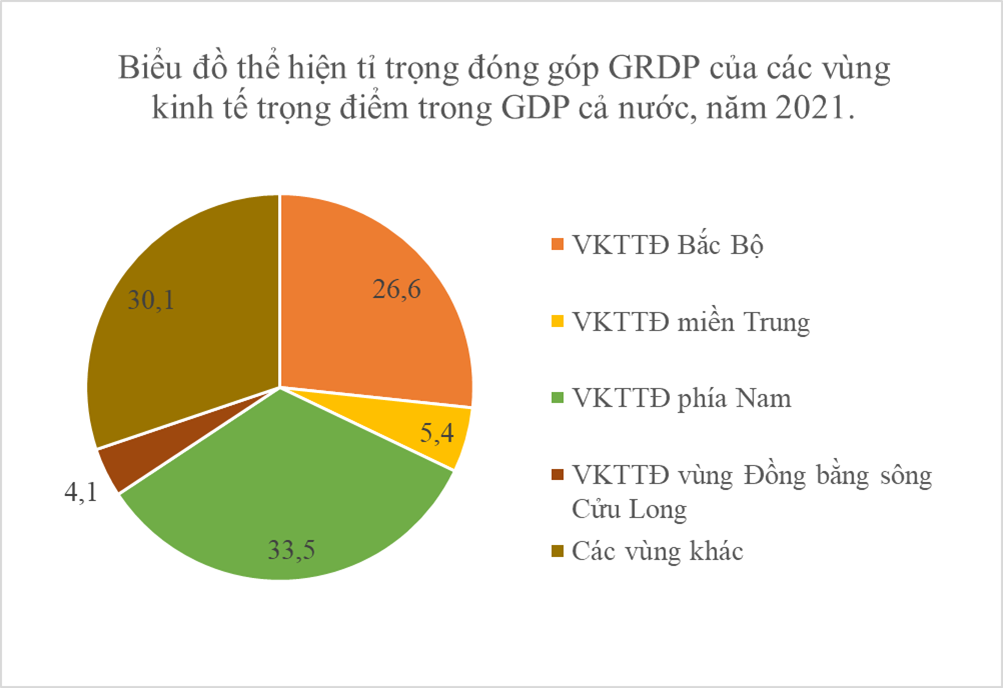 Biểu đồ thể hiện tỉ trọng đóng góp GRDP của các vùng
kinh tế trọng điểm trong GDP cả nước, năm 2021.
30,1
26,6
5,4
4,1
33,5
VKTTĐ Bắc Bộ
VKTTĐ miền Trung
VKTTĐ phía Nam
VKTTĐ vùng Đồng bằng sông
Cửu Long
Các vùng khác